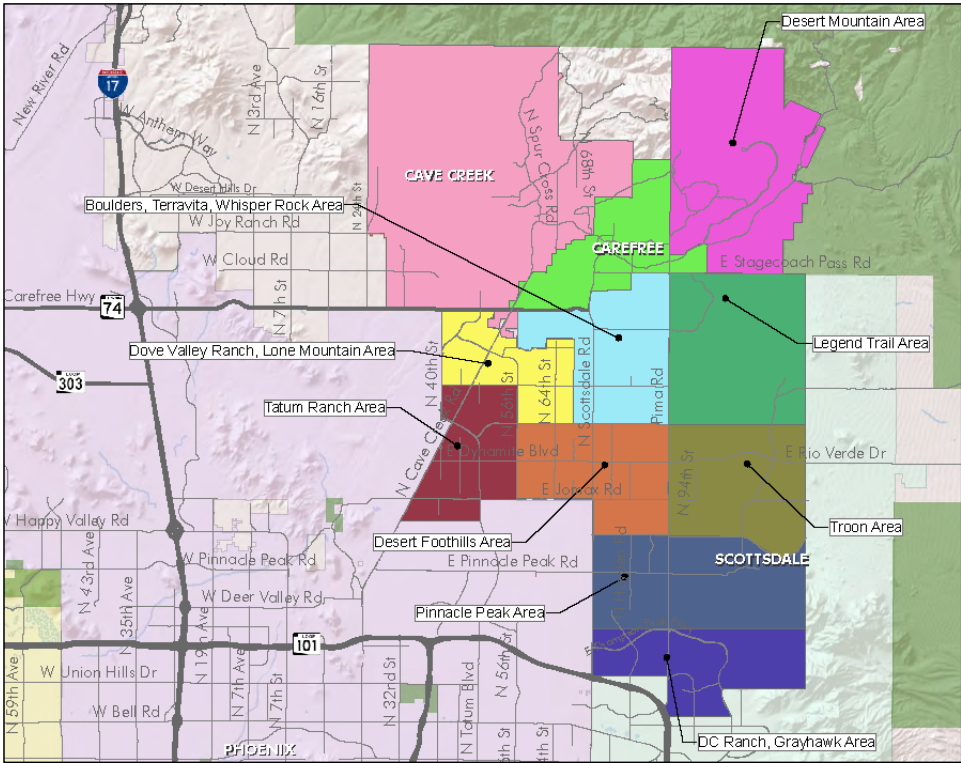 Desert Mountain Area
New River Rd
17
N 3rd Ave
N 16th St
W Anthem Way
N Spur Cross Rd
N 68th St
CAVE CREEK
W Desert Hills Dr
Boulders, Terravita, Whisper Rock Area
N 24th St
W Joy Ranch Rd
CAREFREE
W Cloud Rd
E Stagecoach Pass Rd
N 7th St
Carefree Hwy
74
Legend Trail Area
Dove Valley Ranch, Lone Mountain Area
N 40th St
N 56th St
N 64th St
N Scottsdale Rd
Pima Rd
LOOP
303
Tatum Ranch Area
N Cave Creek Rd
E Dynamite Blvd
E Rio Verde Dr
N 94th St
E Jomax Rd
W Happy Valley Rd
Troon Area
Desert Foothills Area
N 43rd Ave
W Pinnacle Peak Rd
E Pinnacle Peak Rd
SCOTTSDALE
N 35th Ave
W Deer Valley Rd
Pinnacle Peak Area
N 19th Ave
LOOP
101
N 59th Ave
W Union Hills Dr
N 7th Ave
N 7th St
N 32nd St
N 56th St
N Tatum Blvd
W Bell Rd
PHOENIX
DC Ranch, Grayhawk Area